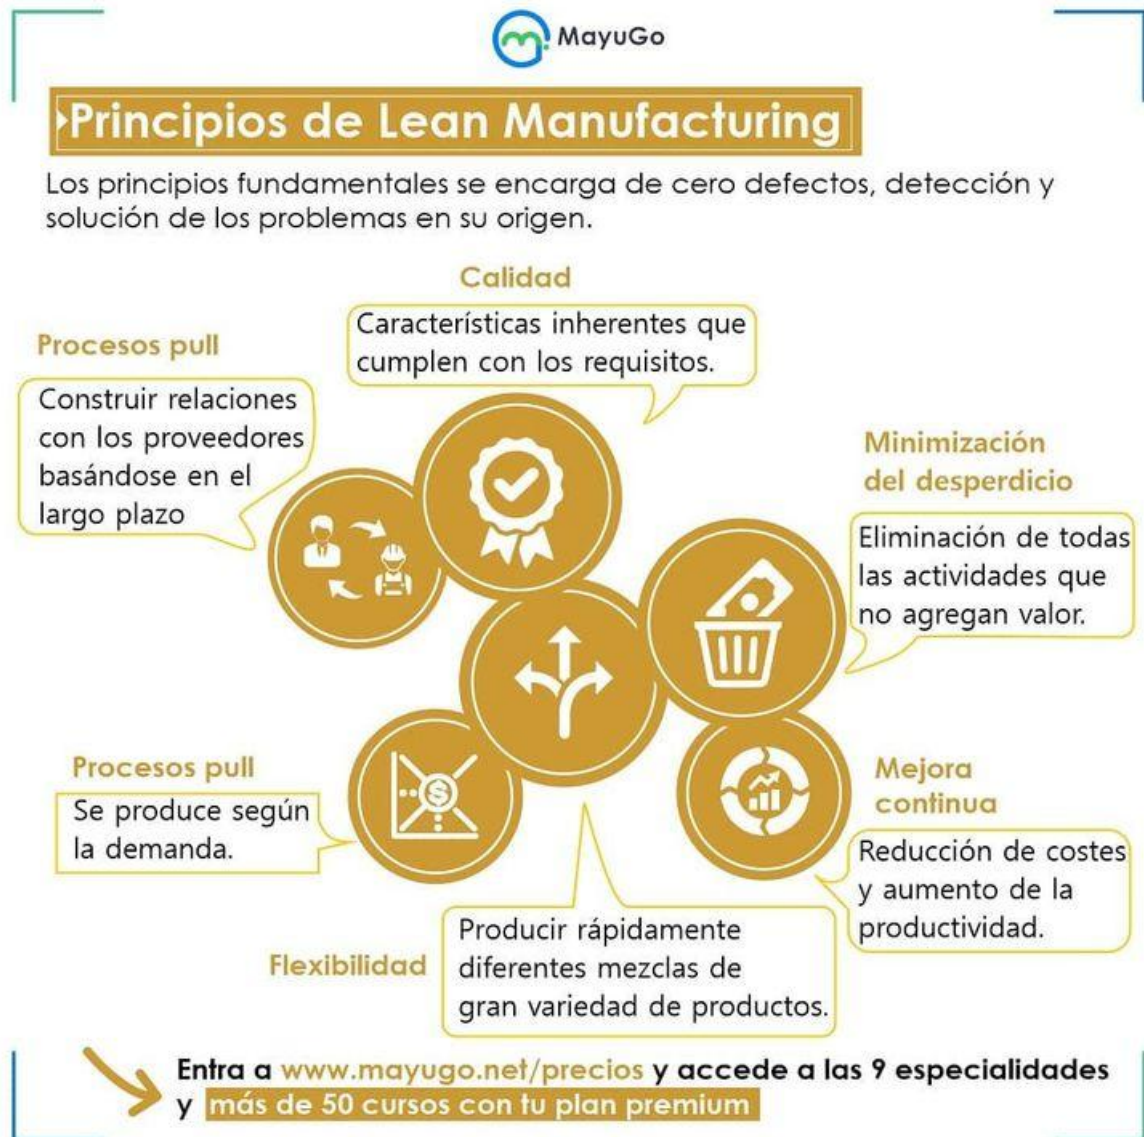 MayuGo
Principios de Lean Manufacturing
Los principios fundamentales se encarga de cero defectos, detección y
solución de los problemas en su origen.
Calidad
Características inherentes que
cumplen con los requisitos.
Procesos pull
Construir relaciones
con los proveedores
basándose en el
largo plazo
Minimización
del desperdicio
Eliminación de todas
las actividades que
no agregan valor.
Procesos pull
Se produce según
la demanda.
Mejora
continua
Reducción de costes
y aumento de la
productividad.
Flexibilidad
Producir rápidamente
diferentes mezclas de
gran variedad de productos.
Entra a www.mayugo.net/precios y accede a las 9 especialidades
y más de 50 cursos con tu plan premium